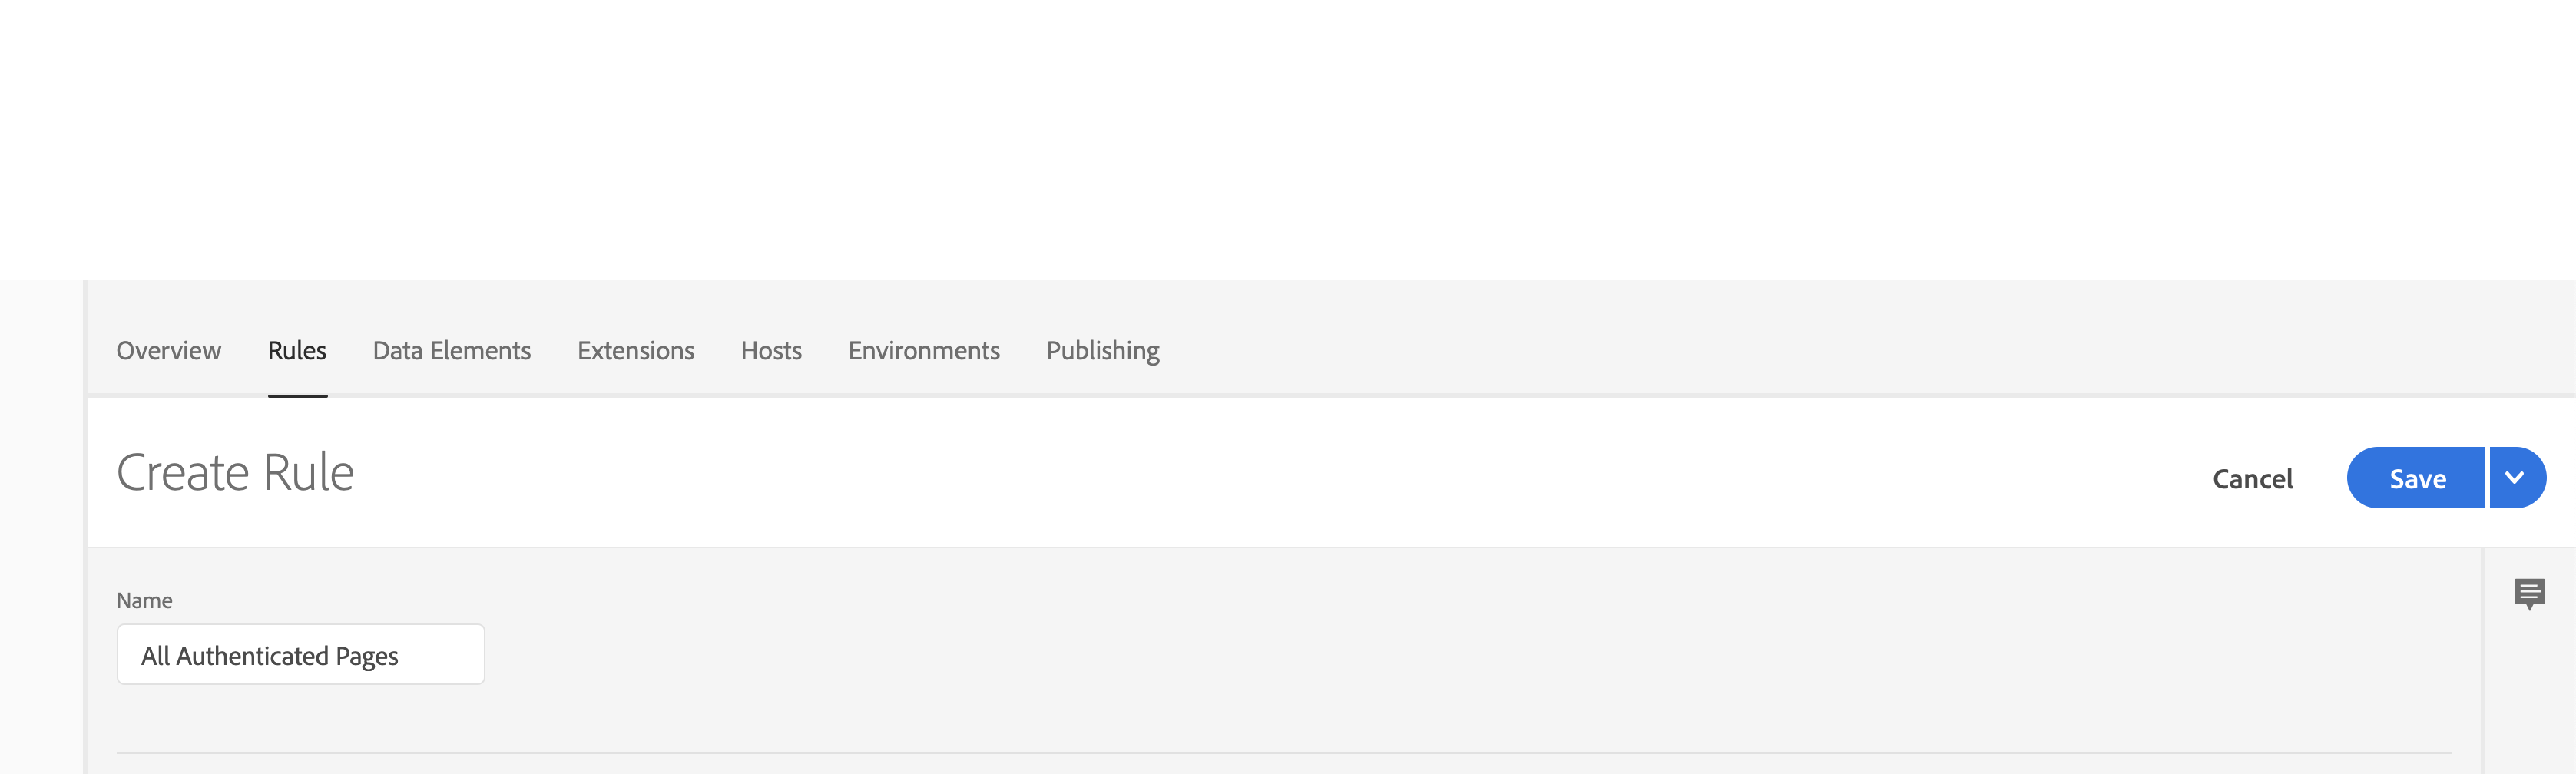 Overview Rules Data Elements Extensions Hosts Environments Publishing
Create Rule
Cancel Save
Name
All Authenticated Pages